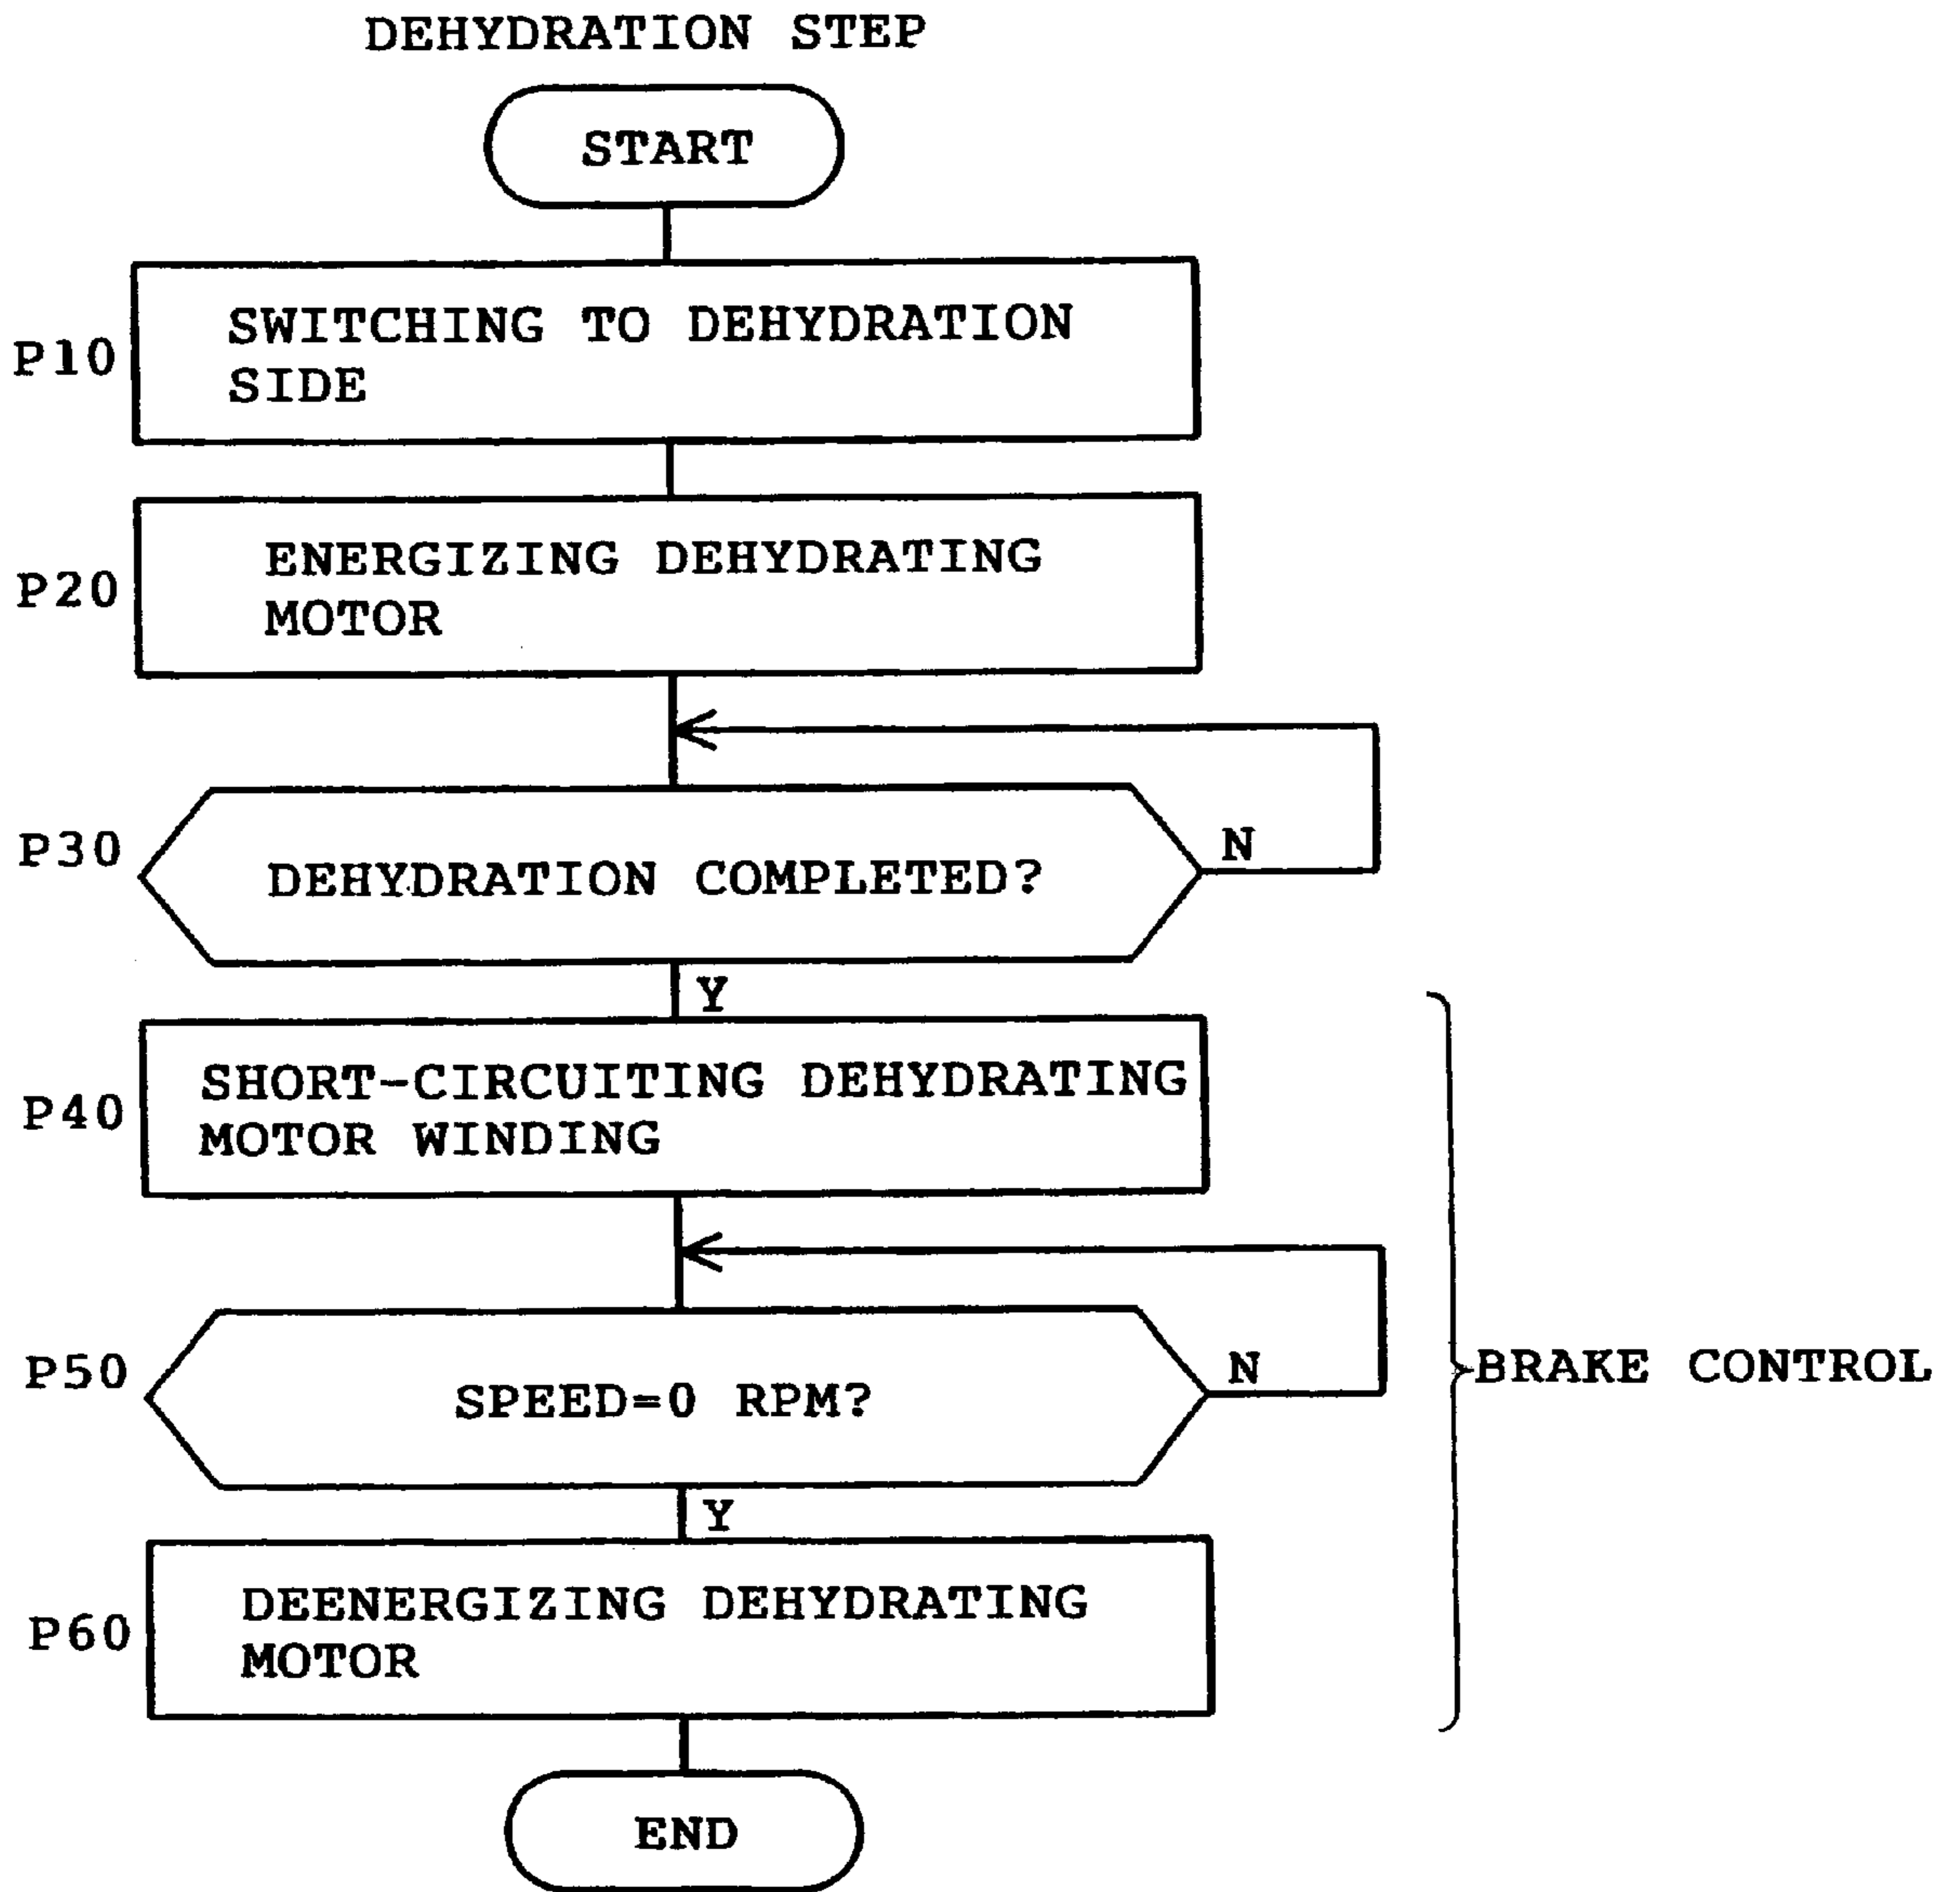 DEHYDRATION STEP
START
P10
SWITCHING TO DEHYDRATION
SIDE
P20
ENERGIZING DEHYDRATING
MOTOR
P30
DEHYDRATION COMPLETED?
N
Y
P40
SHORT-CIRCUITING DEHYDRATING
MOTOR WINDING
P50
SPEED=0 RPM?
N
BRAKE CONTROL
Y
P60
DEENERGIZING DEHYDRATING
MOTOR
END